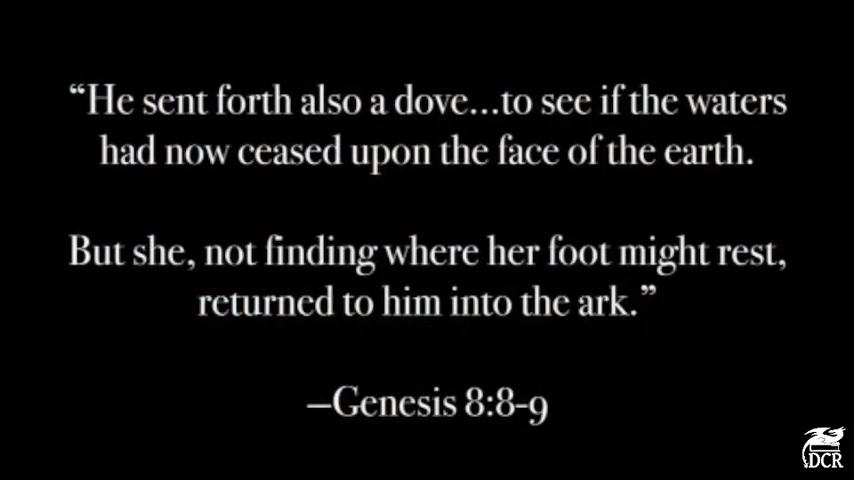 “He sent forth also a dove...to see if the waters
had now ceased upon the face of the earth.
But she, not finding where her foot might rest,
returned to him into the ark.”
–Genesis 8:8-9
DCR